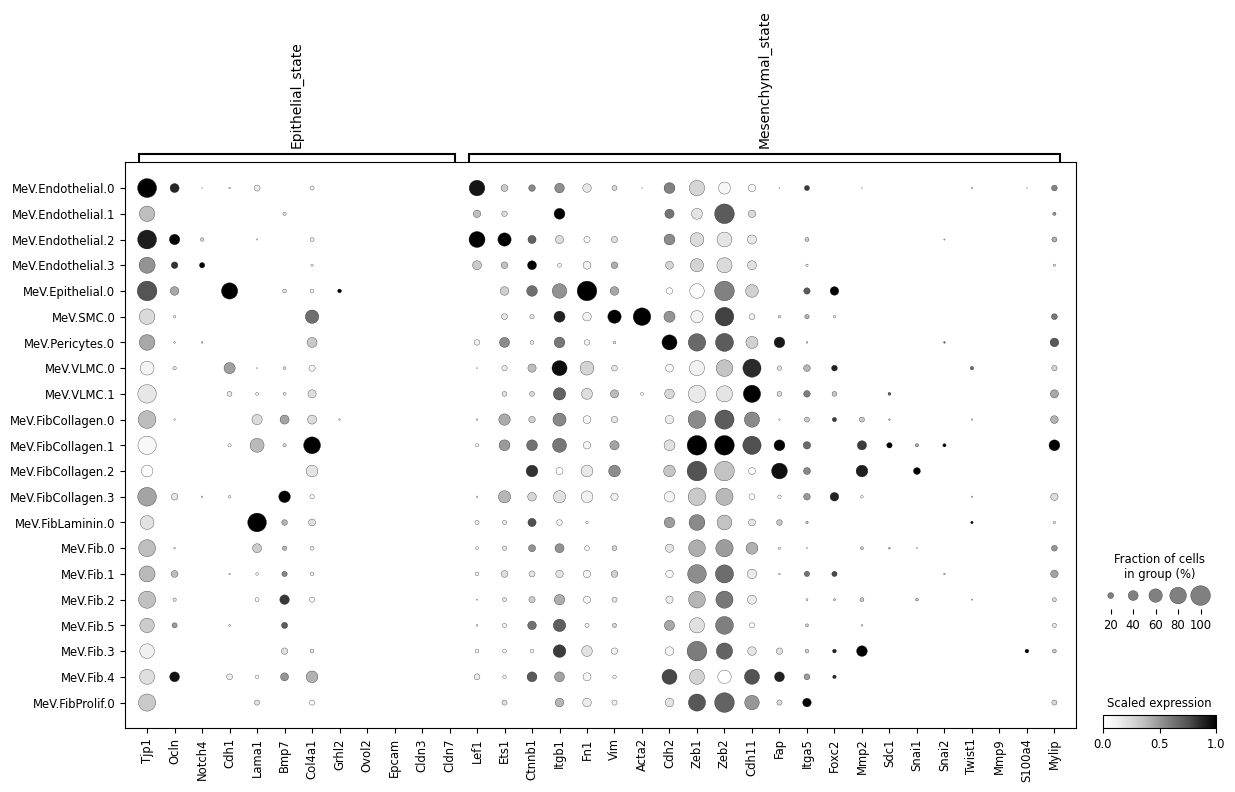 Epithelial_state
Mesenchymal_state
MeV.Endothelial.0
MeV.Endothelial.1
MeV.Endothelial.2
MeV.Endothelial.3
MeV.Epithelial.0
MeV.SMC.0
MeV.Pericytes.0
MeV.VLMC.0
MeV.VLMC.1
MeV.FibCollagen.0
MeV.FibCollagen.1
MeV.FibCollagen.2
MeV.FibCollagen.3
MeV.FibLaminin.0
MeV.Fib.0
MeV.Fib.1
MeV.Fib.2
MeV.Fib.5
MeV.Fib.3
MeV.Fib.4
MeV.FibProlif.0
Tjp1
Ocln
Notch4
Cdh1
Lama1
Bmp7
Col4a1
Grhl2
Ovol2
Epcam
Cldn3
Cldn7
Lef1
Ets1
Ctnnb1
Itgb1
Fn1
Vim
Acta2
Cdh2
Zeb1
Zeb2
Cdh11
Fap
Itga5
Foxc2
Mmp2
Sdc1
Snai1
Snai2
Twist1
Mmp9
S100a4
Mylip
Fraction of cells
in group (%)
20 40 60 80 100
Scaled expression
0.0 0.5 1.0